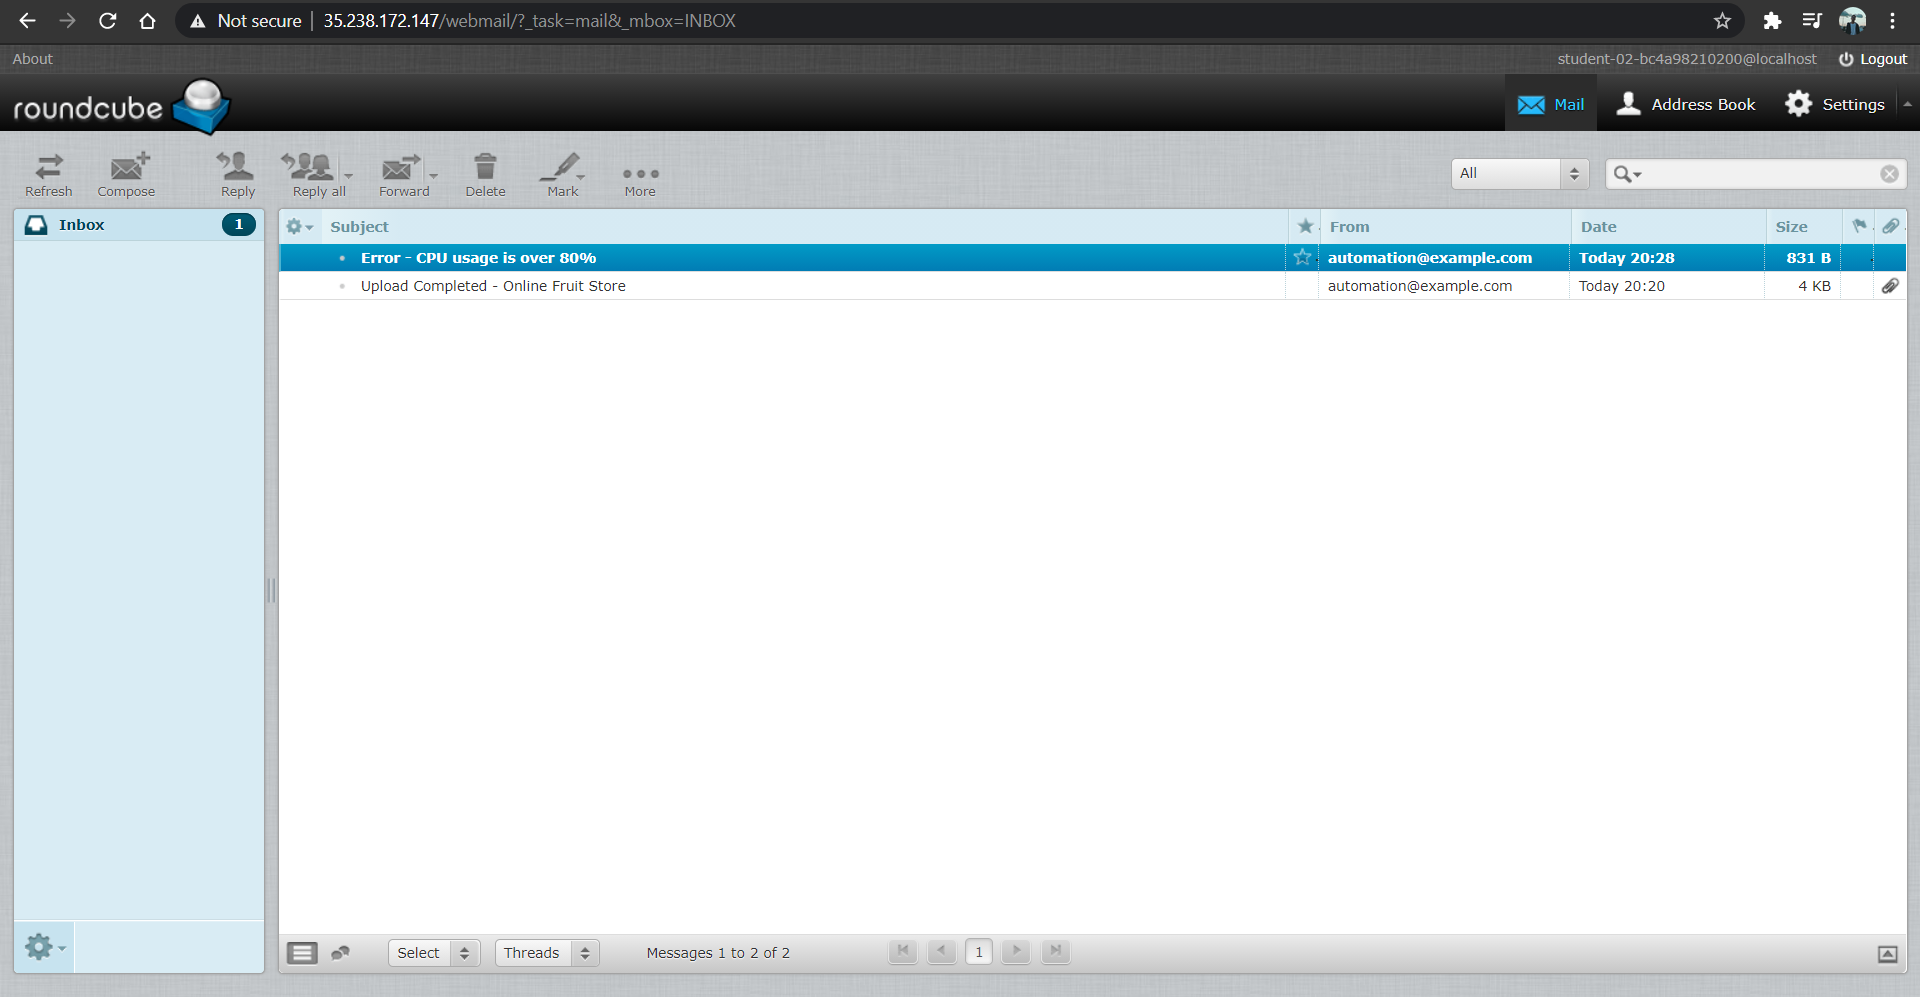 Not secure 35.238.172.147/webmail/?_task=mail&_mbox=INBOX
About student-02-bc4a98210200@localhost Logout
roundcube Mail Address Book Settings
Refresh Compose Reply Reply all Forward Delete Mark More All
Inbox 1 Subject From Date Size
Error - CPU usage is over 80% automation@example.com Today 20:28 831 B
Upload Completed - Online Fruit Store automation@example.com Today 20:20 4 KB
Select Threads Messages 1 to 2 of 2 1